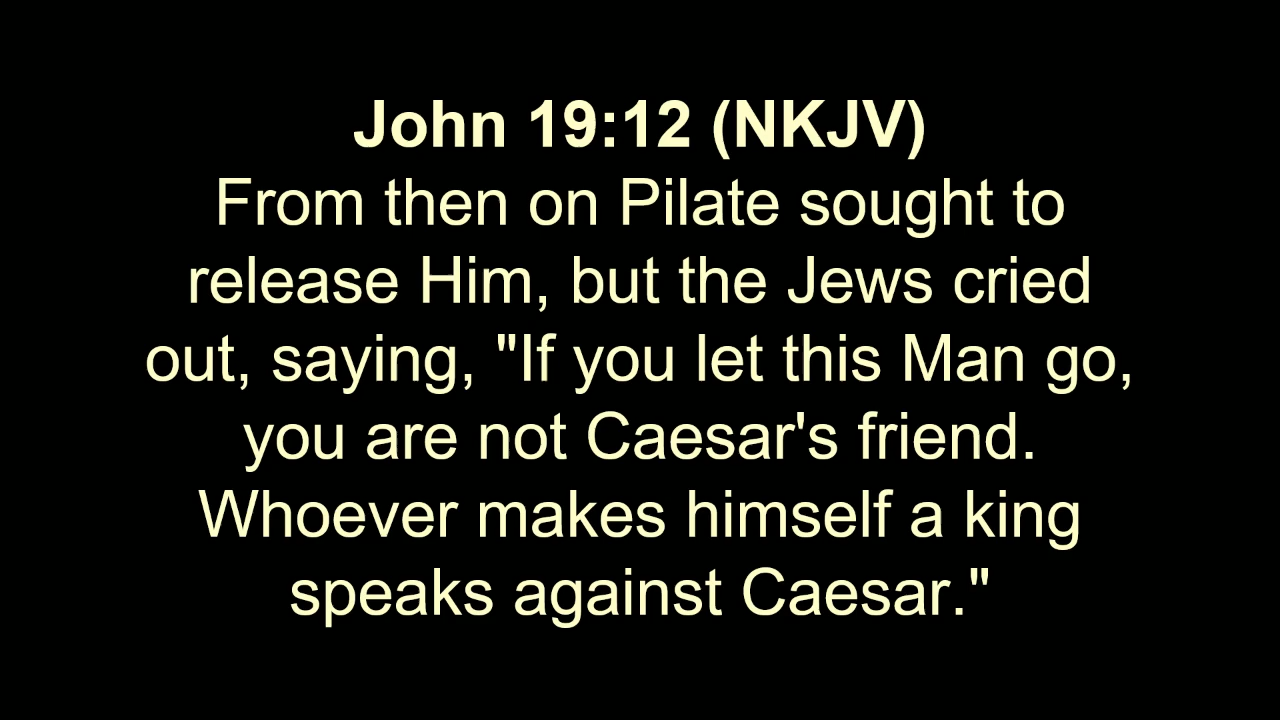 John 19:12 (NKJV)
From then on Pilate sought to
release Him, but the Jews cried
out, saying, "If you let this Man go,
you are not Caesar's friend.
Whoever makes himself a king
speaks against Caesar."